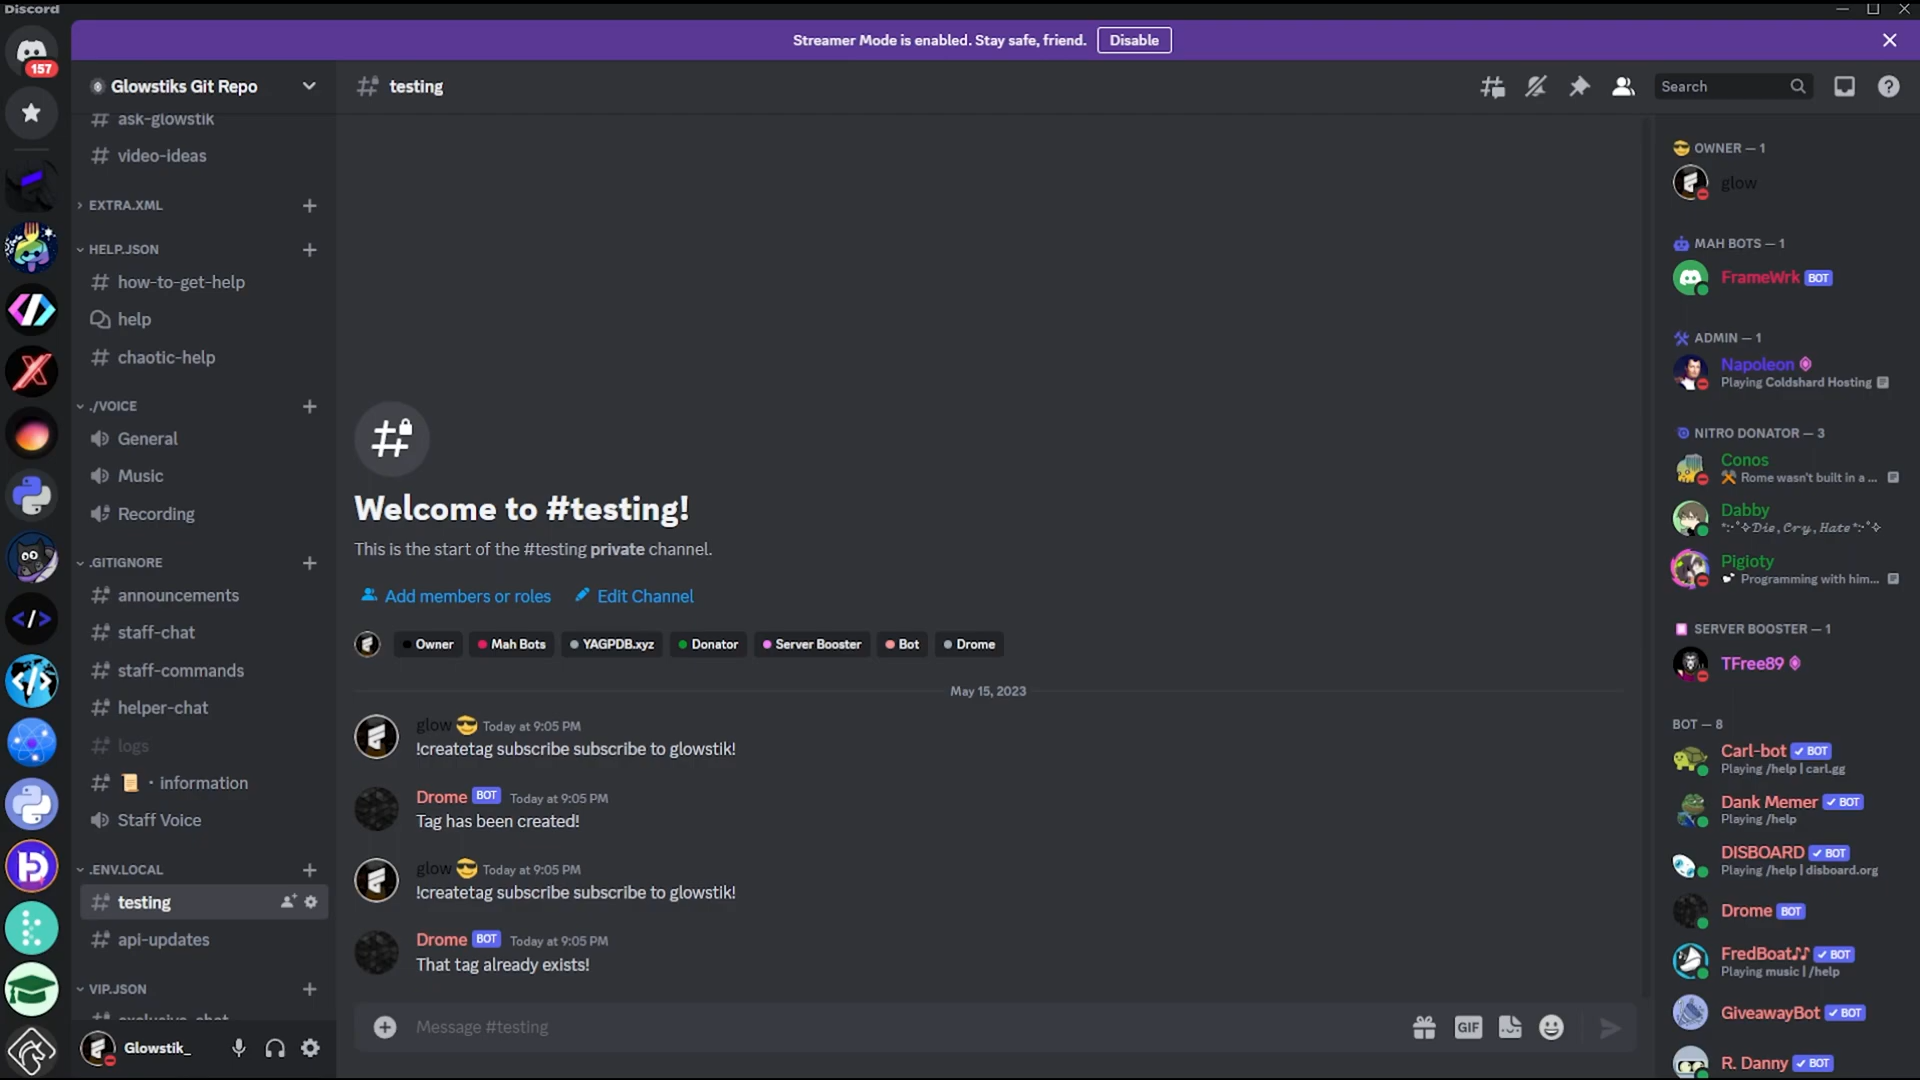 Discord
Streamer Mode is enabled. Stay safe, friend. Disable
157
Glowstiks Git Repo
ask-glowstik
video-ideas
EXTRA.XML
HELP.JSON
how-to-get-help
help
chaotic-help
./VOICE
General
Music
Recording
.GITIGNORE
announcements
staff-chat
staff-commands
helper-chat
logs
information
Staff Voice
.ENV.LOCAL
testing
api-updates
VIP.JSON
Glowstik_
testing
Search
Welcome to #testing!
This is the start of the #testing private channel.
Add members or roles Edit Channel
Owner Mah Bots YAGPDB.xyz Donator Server Booster Bot Drome
May 15, 2023
glow Today at 9:05 PM
!createtag subscribe subscribe to glowstik!
Drome BOT Today at 9:05 PM
Tag has been created!
glow Today at 9:05 PM
!createtag subscribe subscribe to glowstik!
Drome BOT Today at 9:05 PM
That tag already exists!
Message #testing
GIF
OWNER — 1
glow
MAH BOTS — 1
FrameWrk BOT
ADMIN — 1
Napoleon
Playing Coldshard Hosting
NITRO DONATOR — 3
Conos
Rome wasn't built in a ...
Dabby
Die, Cry, Hate
Pigioty
Programming with him...
SERVER BOOSTER — 1
TFree89
BOT — 8
Carl-bot BOT
Playing /help | carl.gg
Dank Memer BOT
Playing /help
DISBOARD BOT
Playing /help | disboard.org
Drome BOT
FredBoat♪♪ BOT
Playing music | /help
GiveawayBot BOT
R. Danny BOT